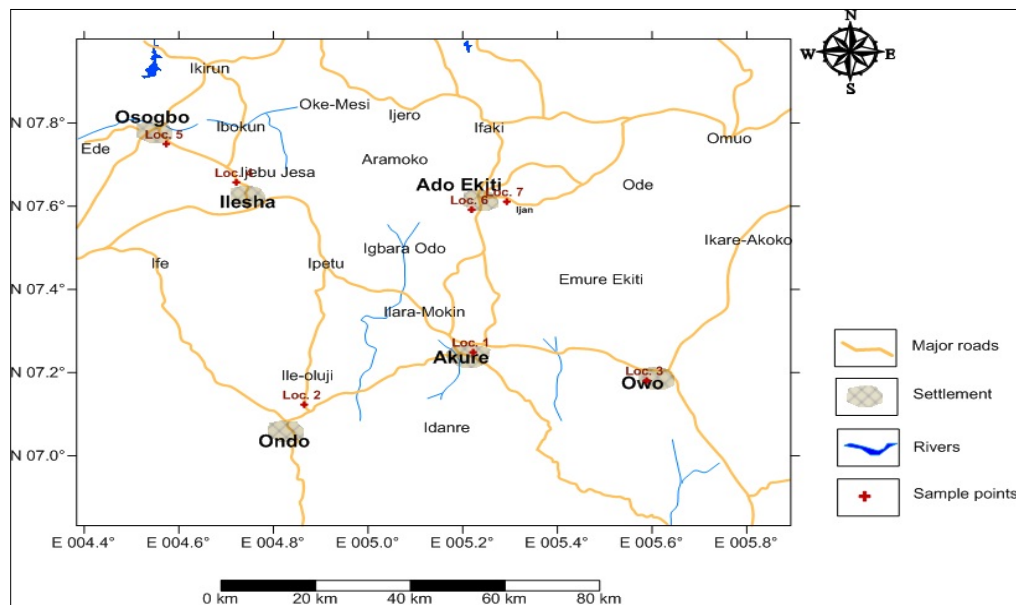 N
W E
S
Ikirun
Oke-Mesi
Ijero
N 07.8°
Osogbo
Ibokun
Ifaki
Omuo
Loc. 5
Ede
Aramoko
Loc.
Ijebu Jesa
Ado Ekiti
Loc. 7
Ode
Ilesha
Loc. 6
Ijan
N 07.6°
Ikare-Akoko
Igbara Odo
Ife
Ipetu
Emure Ekiti
N 07.4°
Ilara-Mokin
Loc. 1
Akure
Major roads
N 07.2°
Ile-oluji
Loc. 3
Owo
Loc. 2
Settlement
Idanre
Ondo
N 07.0°
Rivers
Sample points
E 004.4° E 004.6° E 004.8° E 005.0° E 005.2° E 005.4° E 005.6° E 005.8°
0 km 20 km 40 km 60 km 80 km